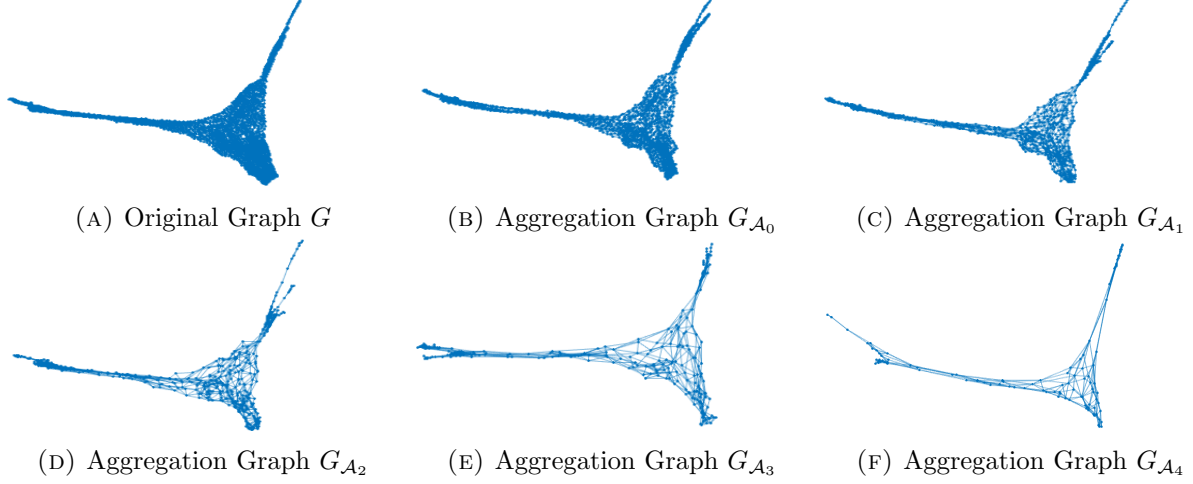 (A) Original Graph G
(B) Aggregation Graph G_{𝒜_0}
(C) Aggregation Graph G_{𝒜_1}
(D) Aggregation Graph G_{𝒜_2}
(E) Aggregation Graph G_{𝒜_3}
(F) Aggregation Graph G_{𝒜_4}